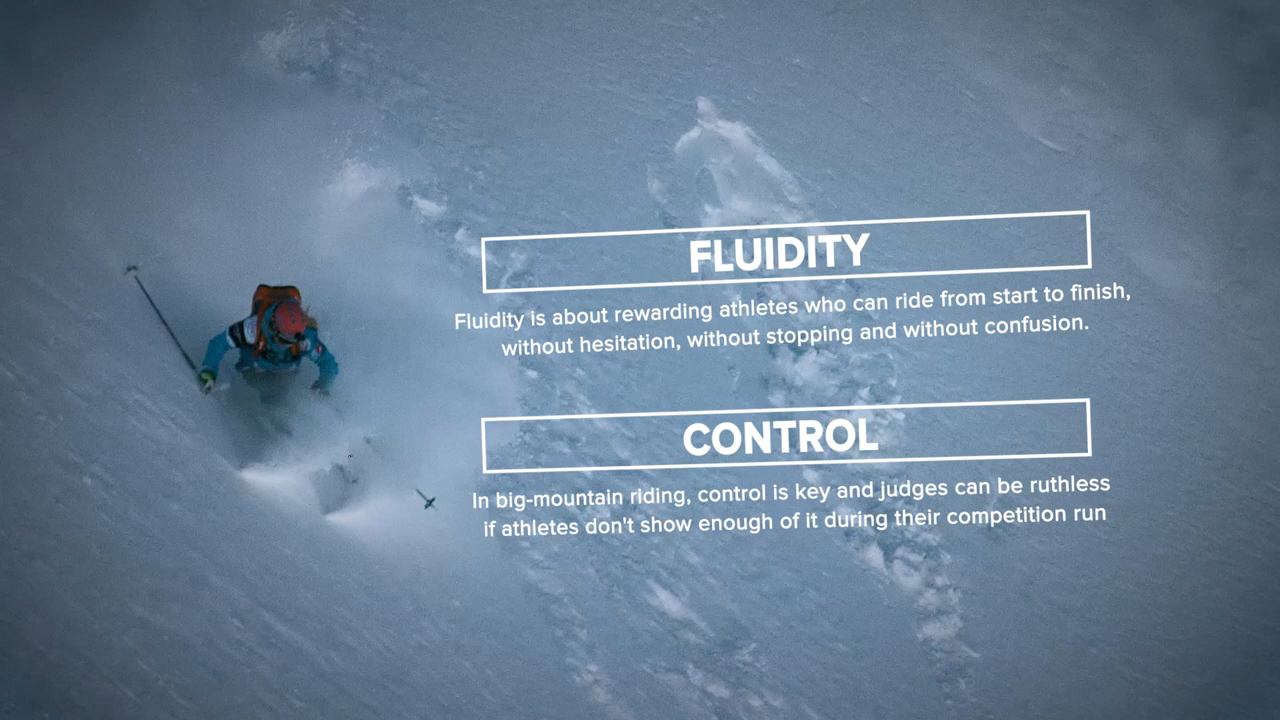 FLUIDITY
Fluidity is about rewarding athletes who can ride from start to finish,
without hesitation, without stopping and without confusion.
CONTROL
In big-mountain riding, control is key and judges can be ruthless
if athletes don't show enough of it during their competition run